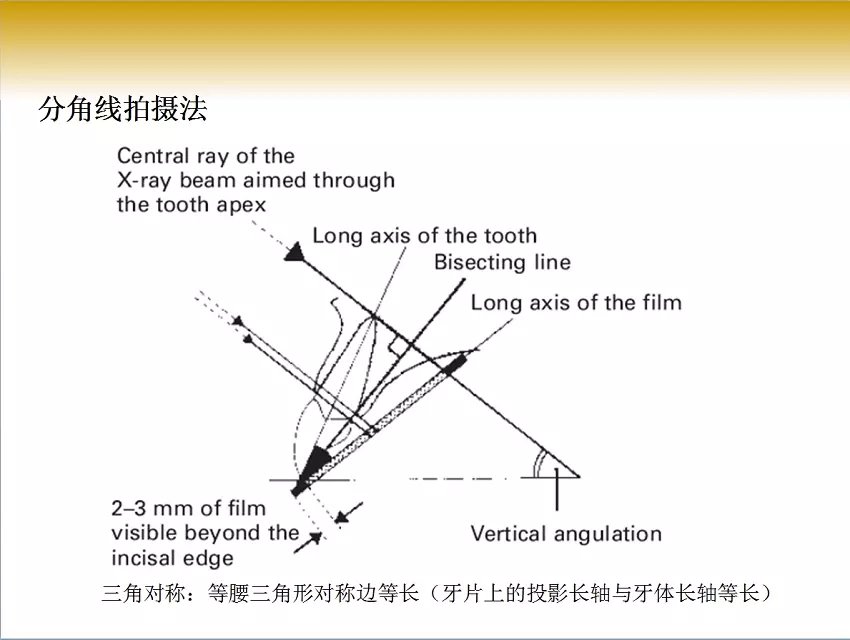 分角线拍摄法
Central ray of the
X-ray beam aimed through
the tooth apex
Long axis of the tooth
Bisecting line
Long axis of the film
2–3 mm of film
visible beyond the
incisal edge
Vertical angulation
三角对称：等腰三角形对称边等长（牙片上的投影长轴与牙体长轴等长）